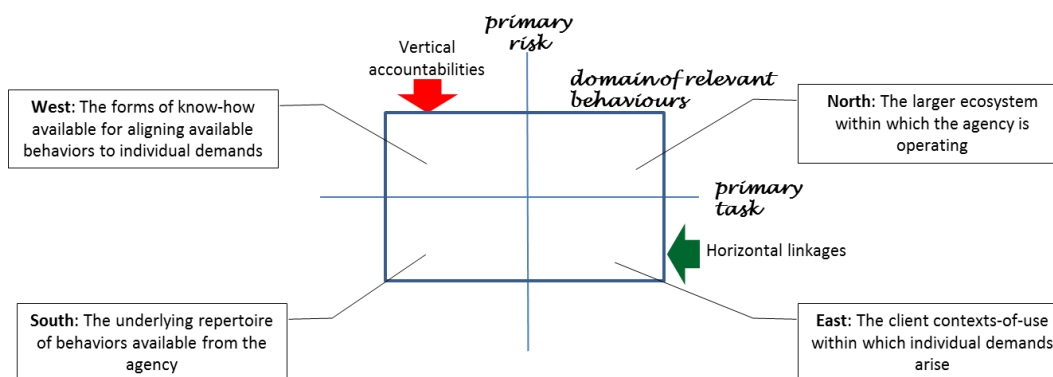 primary
risk
Vertical
accountabilities
domain of relevant
behaviours
West: The forms of know-how
available for aligning available
behaviors to individual demands
North: The larger ecosystem
within which the agency is
operating
primary
task
Horizontal linkages
South: The underlying repertoire
of behaviors available from the
agency
East: The client contexts-of-use
within which individual demands
arise